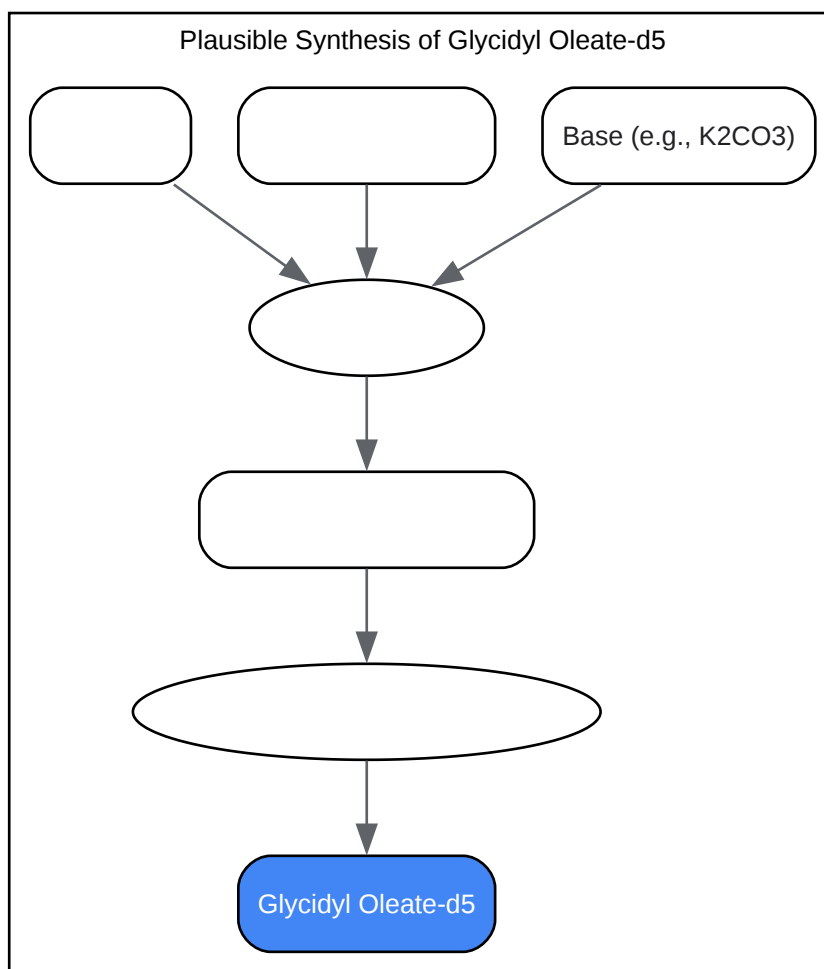 Plausible Synthesis of Glycidyl Oleate-d5
Base (e.g., K2CO3)
Glycidyl Oleate-d5